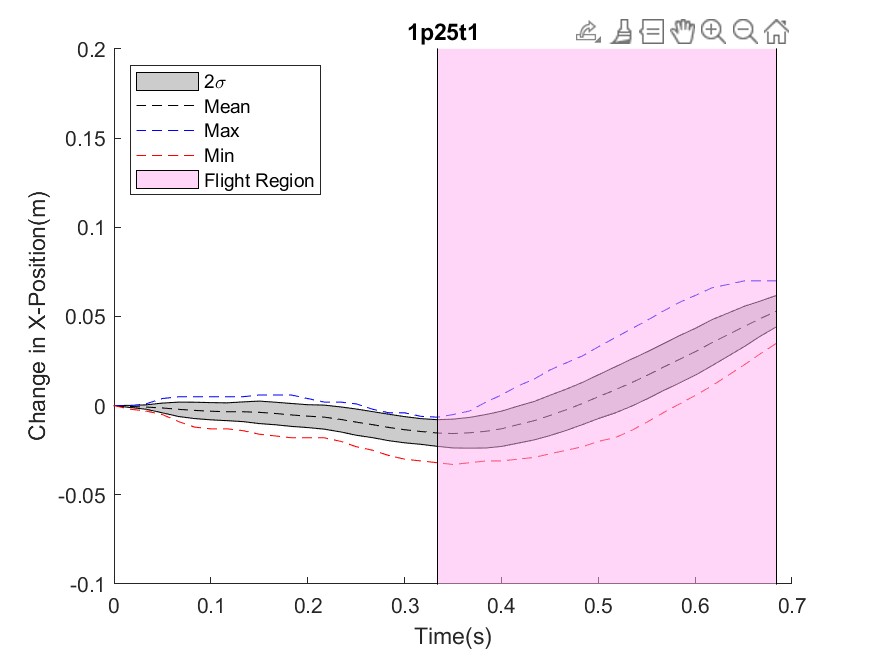 1p25t1
0.2
0.15
0.1
0.05
0
-0.05
-0.1
2σ
Mean
Max
Min
Flight Region
Change in X-Position(m)
0 0.1 0.2 0.3 0.4 0.5 0.6 0.7
Time(s)